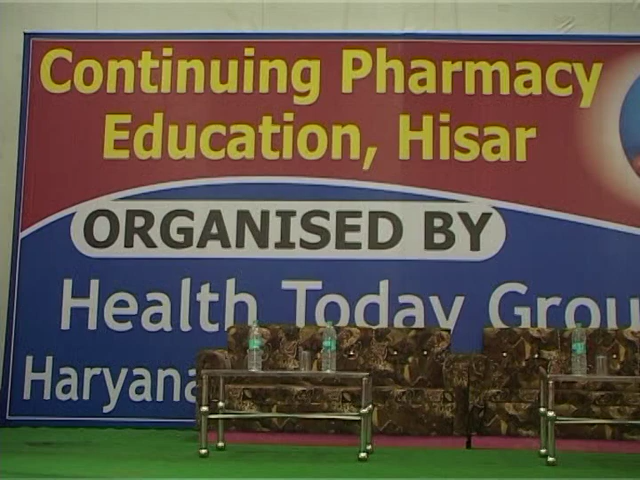 Continuing Pharmacy
Education, Hisar
ORGANISED BY
Health Today
Haryana